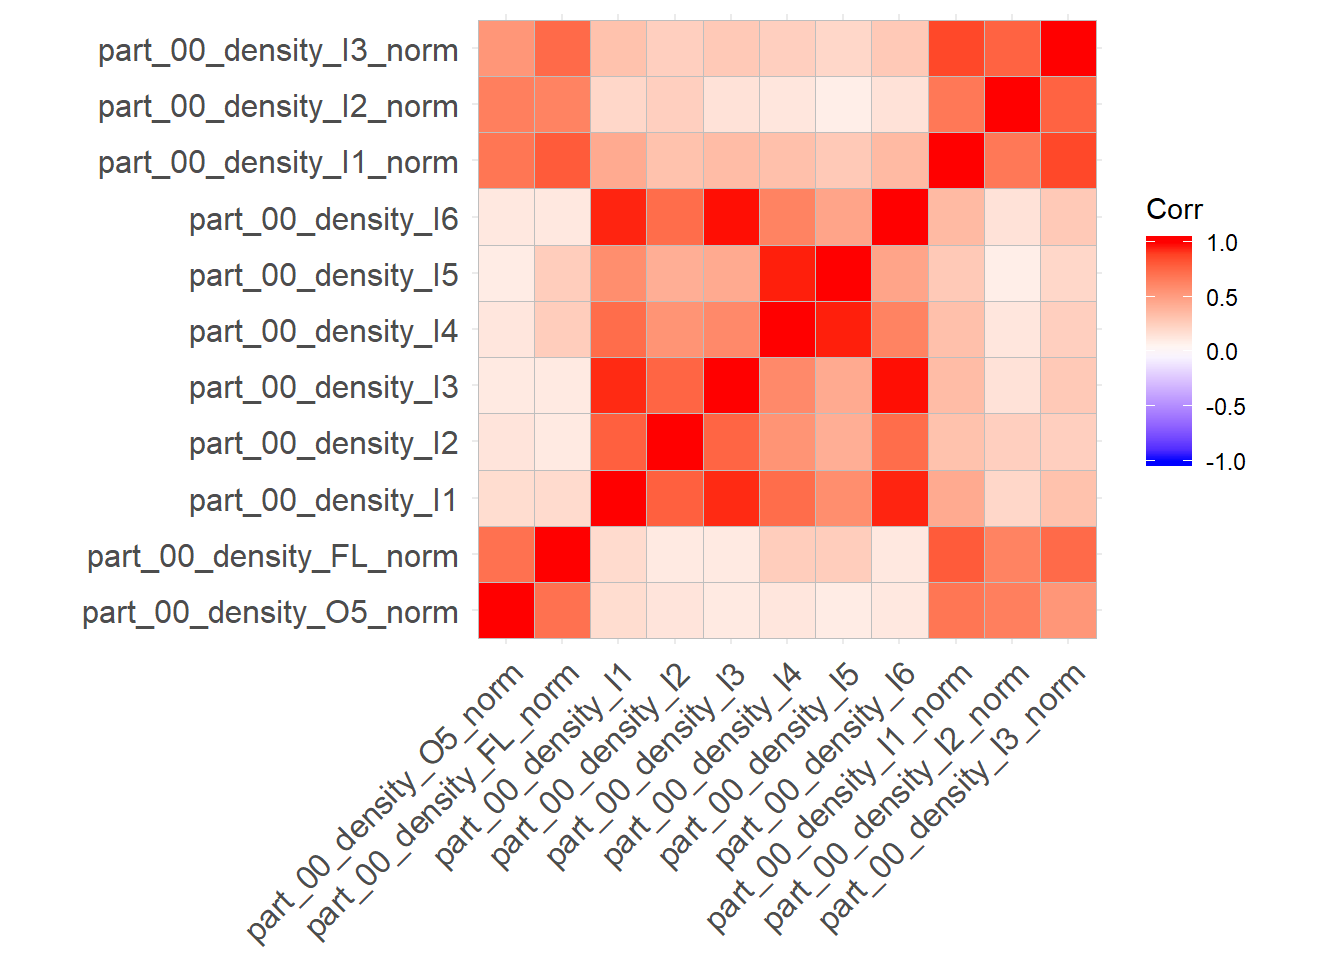 part_00_density_I3_norm
part_00_density_I2_norm
part_00_density_I1_norm
part_00_density_I6
part_00_density_I5
part_00_density_I4
part_00_density_I3
part_00_density_I2
part_00_density_I1
part_00_density_FL_norm
part_00_density_O5_norm
part_00_density_O5_norm
part_00_density_FL_norm
part_00_density_I1
part_00_density_I2
part_00_density_I3
part_00_density_I4
part_00_density_I5
part_00_density_I6
part_00_density_I1_norm
part_00_density_I2_norm
part_00_density_I3_norm
Corr
1.0
0.5
0.0
-0.5
-1.0